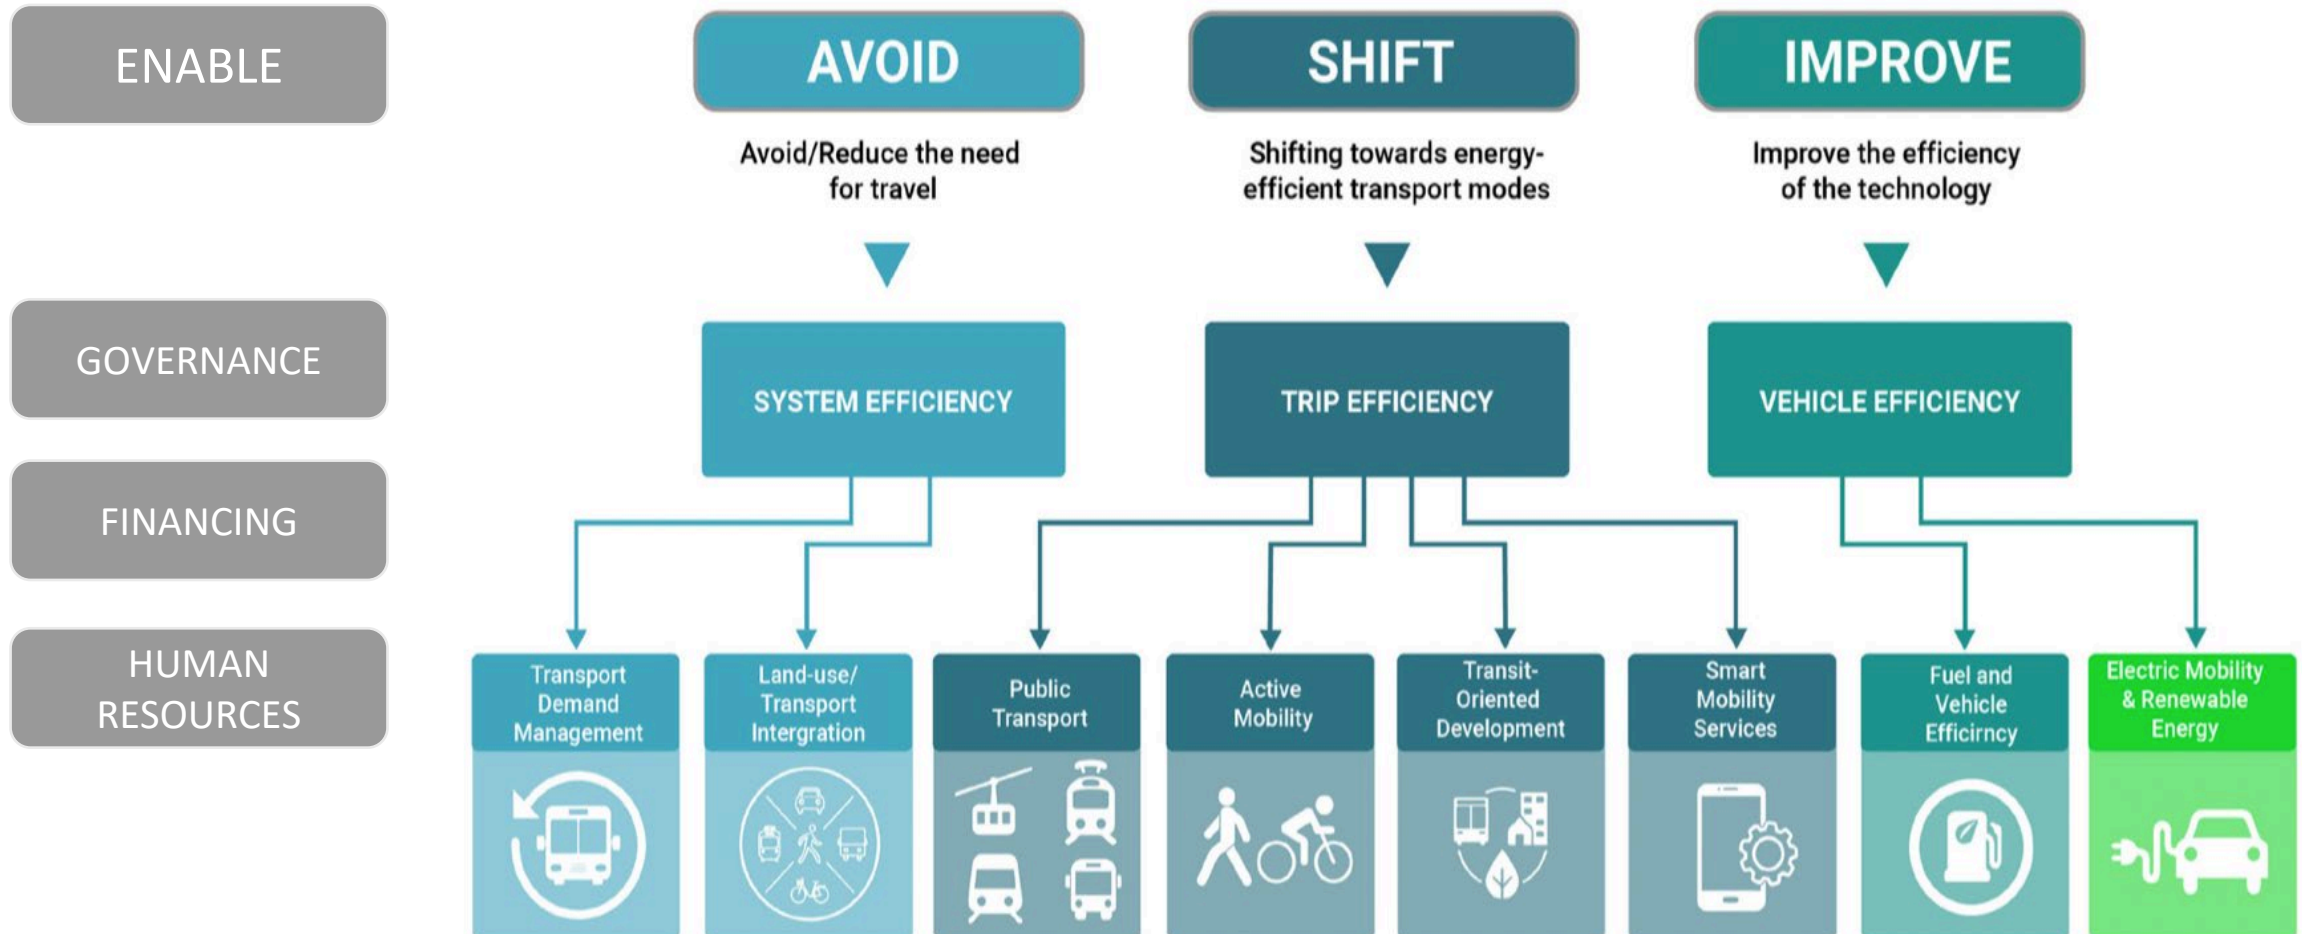 ENABLE
AVOID
SHIFT
IMPROVE
Avoid/Reduce the need
for travel
Shifting towards energy-
efficient transport modes
Improve the efficiency
of the technology
GOVERNANCE
SYSTEM EFFICIENCY
TRIP EFFICIENCY
VEHICLE EFFICIENCY
FINANCING
HUMAN
RESOURCES
Transport
Demand
Management
Land-use/
Transport
Intergration
Public
Transport
Active
Mobility
Transit-
Oriented
Development
Smart
Mobility
Services
Fuel and
Vehicle
Efficirncy
Electric Mobility
& Renewable
Energy